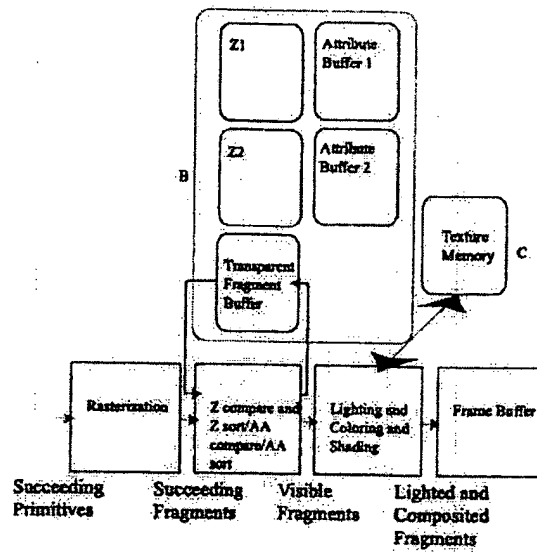 Z1
Attribute
Buffer 1
Z2
Attribute
Buffer 2
B
Texture
Memory
C
Transparent
Fragment
Buffer
Rasterization
Z compare and
Z sort/AA
compare/AA
sort
Lighting and
Coloring and
Shading
Frame Buffer
Succeeding
Primitives
Succeeding
Fragments
Visible
Fragments
Lighted and
Composited
Fragments